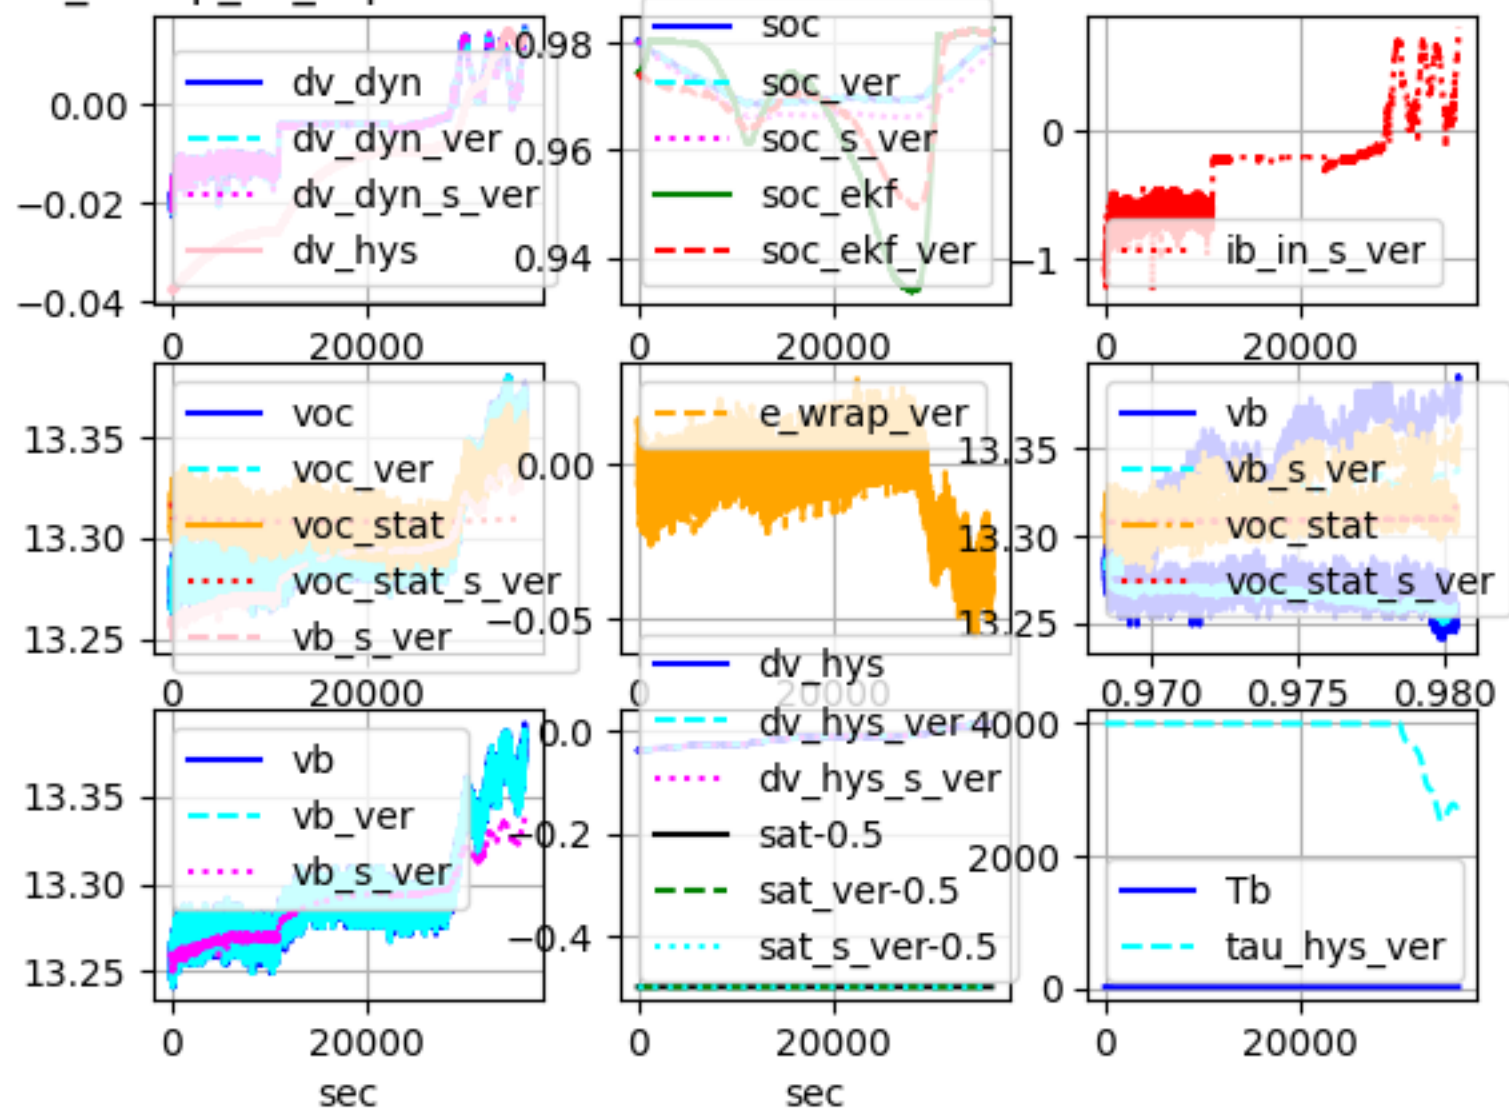 0.00
−0.02
−0.04
dv_dyn
dv_dyn_ver
dv_dyn_s_ver
dv_hys
0
20000
0.98
0.96
0.94
soc
soc_ver
soc_s_ver
soc_ekf
soc_ekf_ver
0
20000
0
−1
ib_in_s_ver
0
20000
13.35
13.30
13.25
voc
voc_ver
voc_stat
voc_stat_s_ver
vb_s_ver
0
20000
0.00
−0.05
e_wrap_ver
0
20000
13.35
13.30
13.25
vb
vb_s_ver
voc_stat
voc_stat_s_ver
0.970
0.975
0.980
13.35
13.30
13.25
vb
vb_ver
vb_s_ver
0
20000
sec
0.0
−0.2
−0.4
dv_hys
dv_hys_ver
dv_hys_s_ver
sat-0.5
sat_ver-0.5
sat_s_ver-0.5
0
20000
sec
4000
2000
0
Tb
tau_hys_ver
0
20000